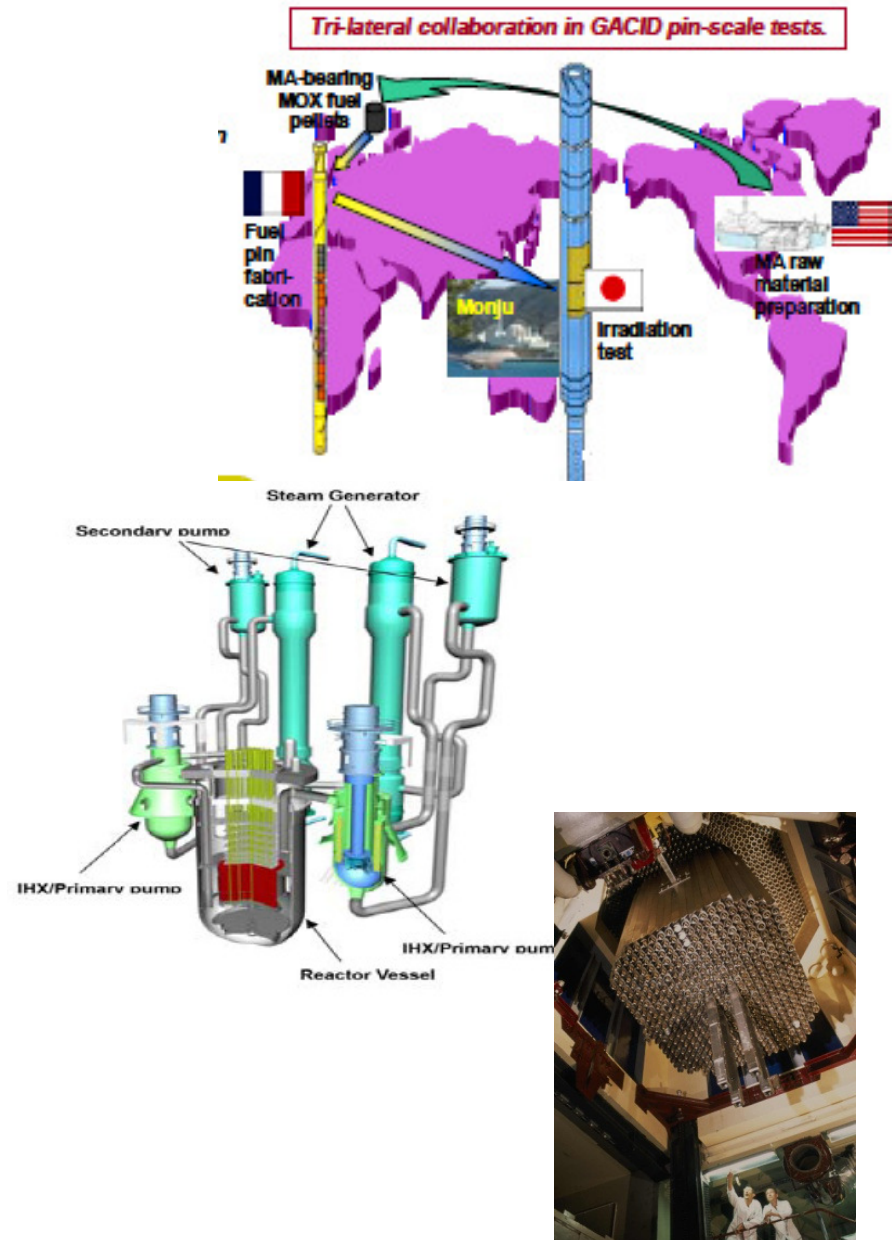 Tri-lateral collaboration in GACID pin-scale tests.
MA-bearing
MOX fuel
pellets
n
Fuel
pin
fabri-
cation
Monju
Irradiation
test
MA raw
material
preparation
Steam Generator
Secondary pump
IHX/Primary pump
IHX/Primary pum
Reactor Vessel